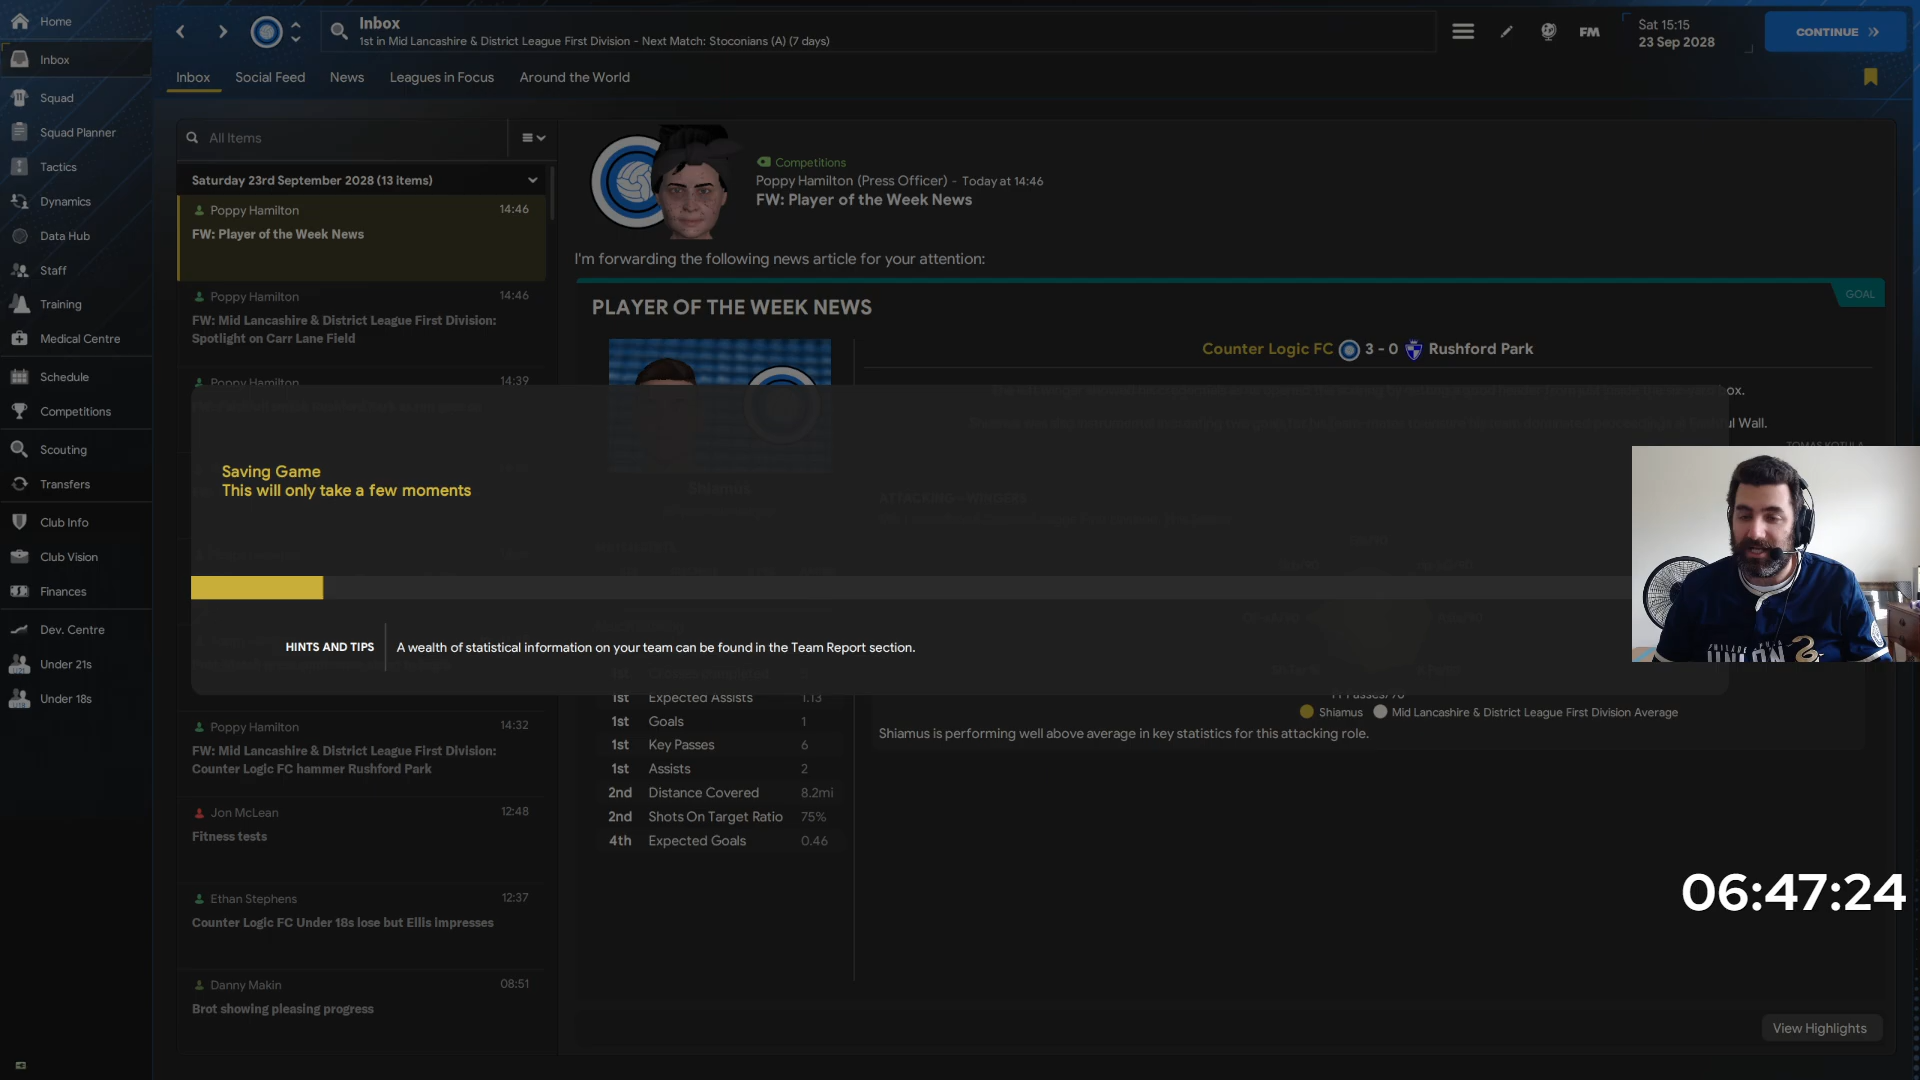 Home
Inbox
Squad
Squad Planner
Tactics
Dynamics
Data Hub
Staff
Training
Medical Centre
Schedule
Competitions
Scouting
Transfers
Club Info
Club Vision
Finances
Dev. Centre
Under 21s
Under 18s
Inbox
1st in Mid Lancashire & District League First Division - Next Match: Stoconians (A) (7 days)
FM
Sat 15:15
23 Sep 2028
CONTINUE
Inbox Social Feed News Leagues in Focus Around the World
All Items
Saturday 23rd September 2028 (13 items)
Poppy Hamilton 14:46
FW: Player of the Week News
Poppy Hamilton 14:46
FW: Mid Lancashire & District League First Division:
Spotlight on Carr Lane Field
Poppy Hamilton 14:39
Poppy Hamilton 14:32
FW: Mid Lancashire & District League First Division:
Counter Logic FC hammer Rushford Park
Jon McLean 12:48
Fitness tests
Ethan Stephens 12:37
Counter Logic FC Under 18s lose but Ellis impresses
Danny Makin 08:51
Brot showing pleasing progress
Competitions
Poppy Hamilton (Press Officer) - Today at 14:46
FW: Player of the Week News
I'm forwarding the following news article for your attention:
GOAL
PLAYER OF THE WEEK NEWS
Counter Logic FC 3 - 0 Rushford Park
Wall.
TOMAS KOTULA
Shiamus
ATTACKING - WINGERS
Saving Game
This will only take a few moments
HINTS AND TIPS
A wealth of statistical information on your team can be found in the Team Report section.
1st Expected Assists 1.13
1st Goals 1
1st Key Passes 6
1st Assists 2
2nd Distance Covered 8.2mi
2nd Shots On Target Ratio 75%
4th Expected Goals 0.46
Shiamus Mid Lancashire & District League First Division Average
Shiamus is performing well above average in key statistics for this attacking role.
UNION
06:47:24
View Highlights